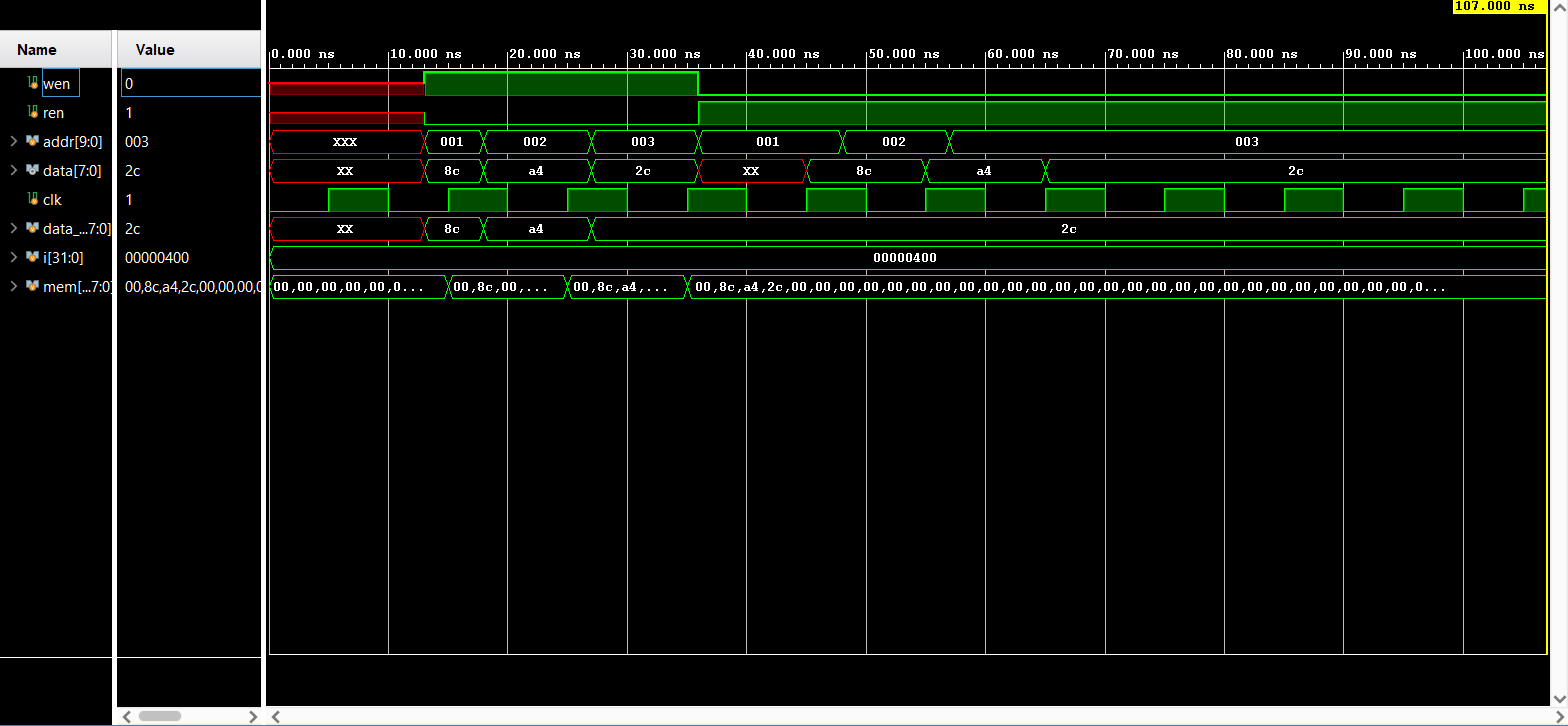 107.000 ns
Name Value 0.000 ns 10.000 ns 20.000 ns 30.000 ns 40.000 ns 50.000 ns 60.000 ns 70.000 ns 80.000 ns 90.000 ns 100.000 ns
wen 0
ren 1
addr[9:0] 003 XXX 001 002 003 001 002 003
data[7:0] 2c XX 8c a4 2c XX 8c a4 2c
clk 1
data_...7:0] 2c XX 8c a4 2c
i[31:0] 00000400 00000400
mem[...7:0] 00,8c,a4,2c,00,00,00,0 00,00,00,00,00,0... 00,8c,00,... 00,8c,a4,... 00,8c,a4,2c,00,00,00,00,00,00,00,00,00,00,00,00,00,00,00,00,00,00,00,00,00,00,00,0...